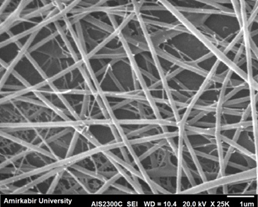 Amirkabir University
AIS2300C SEI WD = 10.4 20.0 kV X 25K 1um